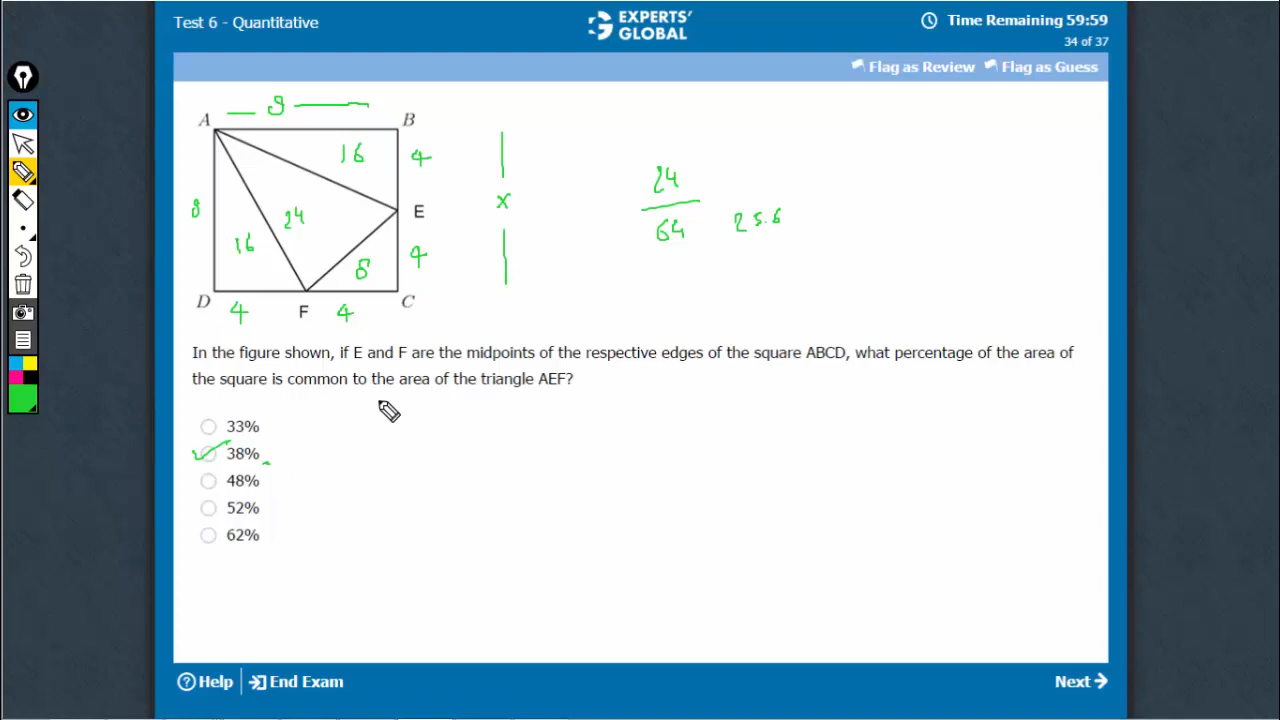 Test 6 - Quantitative
EXPERTS'
GLOBAL
Time Remaining 59:59
34 of 37
Flag as Review
Flag as Guess
8
A
B
16
4
x
24
64
25.6
8
24
E
16
8
4
D
F
C
4
4
In the figure shown, if E and F are the midpoints of the respective edges of the square ABCD, what percentage of the area of
the square is common to the area of the triangle AEF?
33%
38%
48%
52%
62%
Help
End Exam
Next